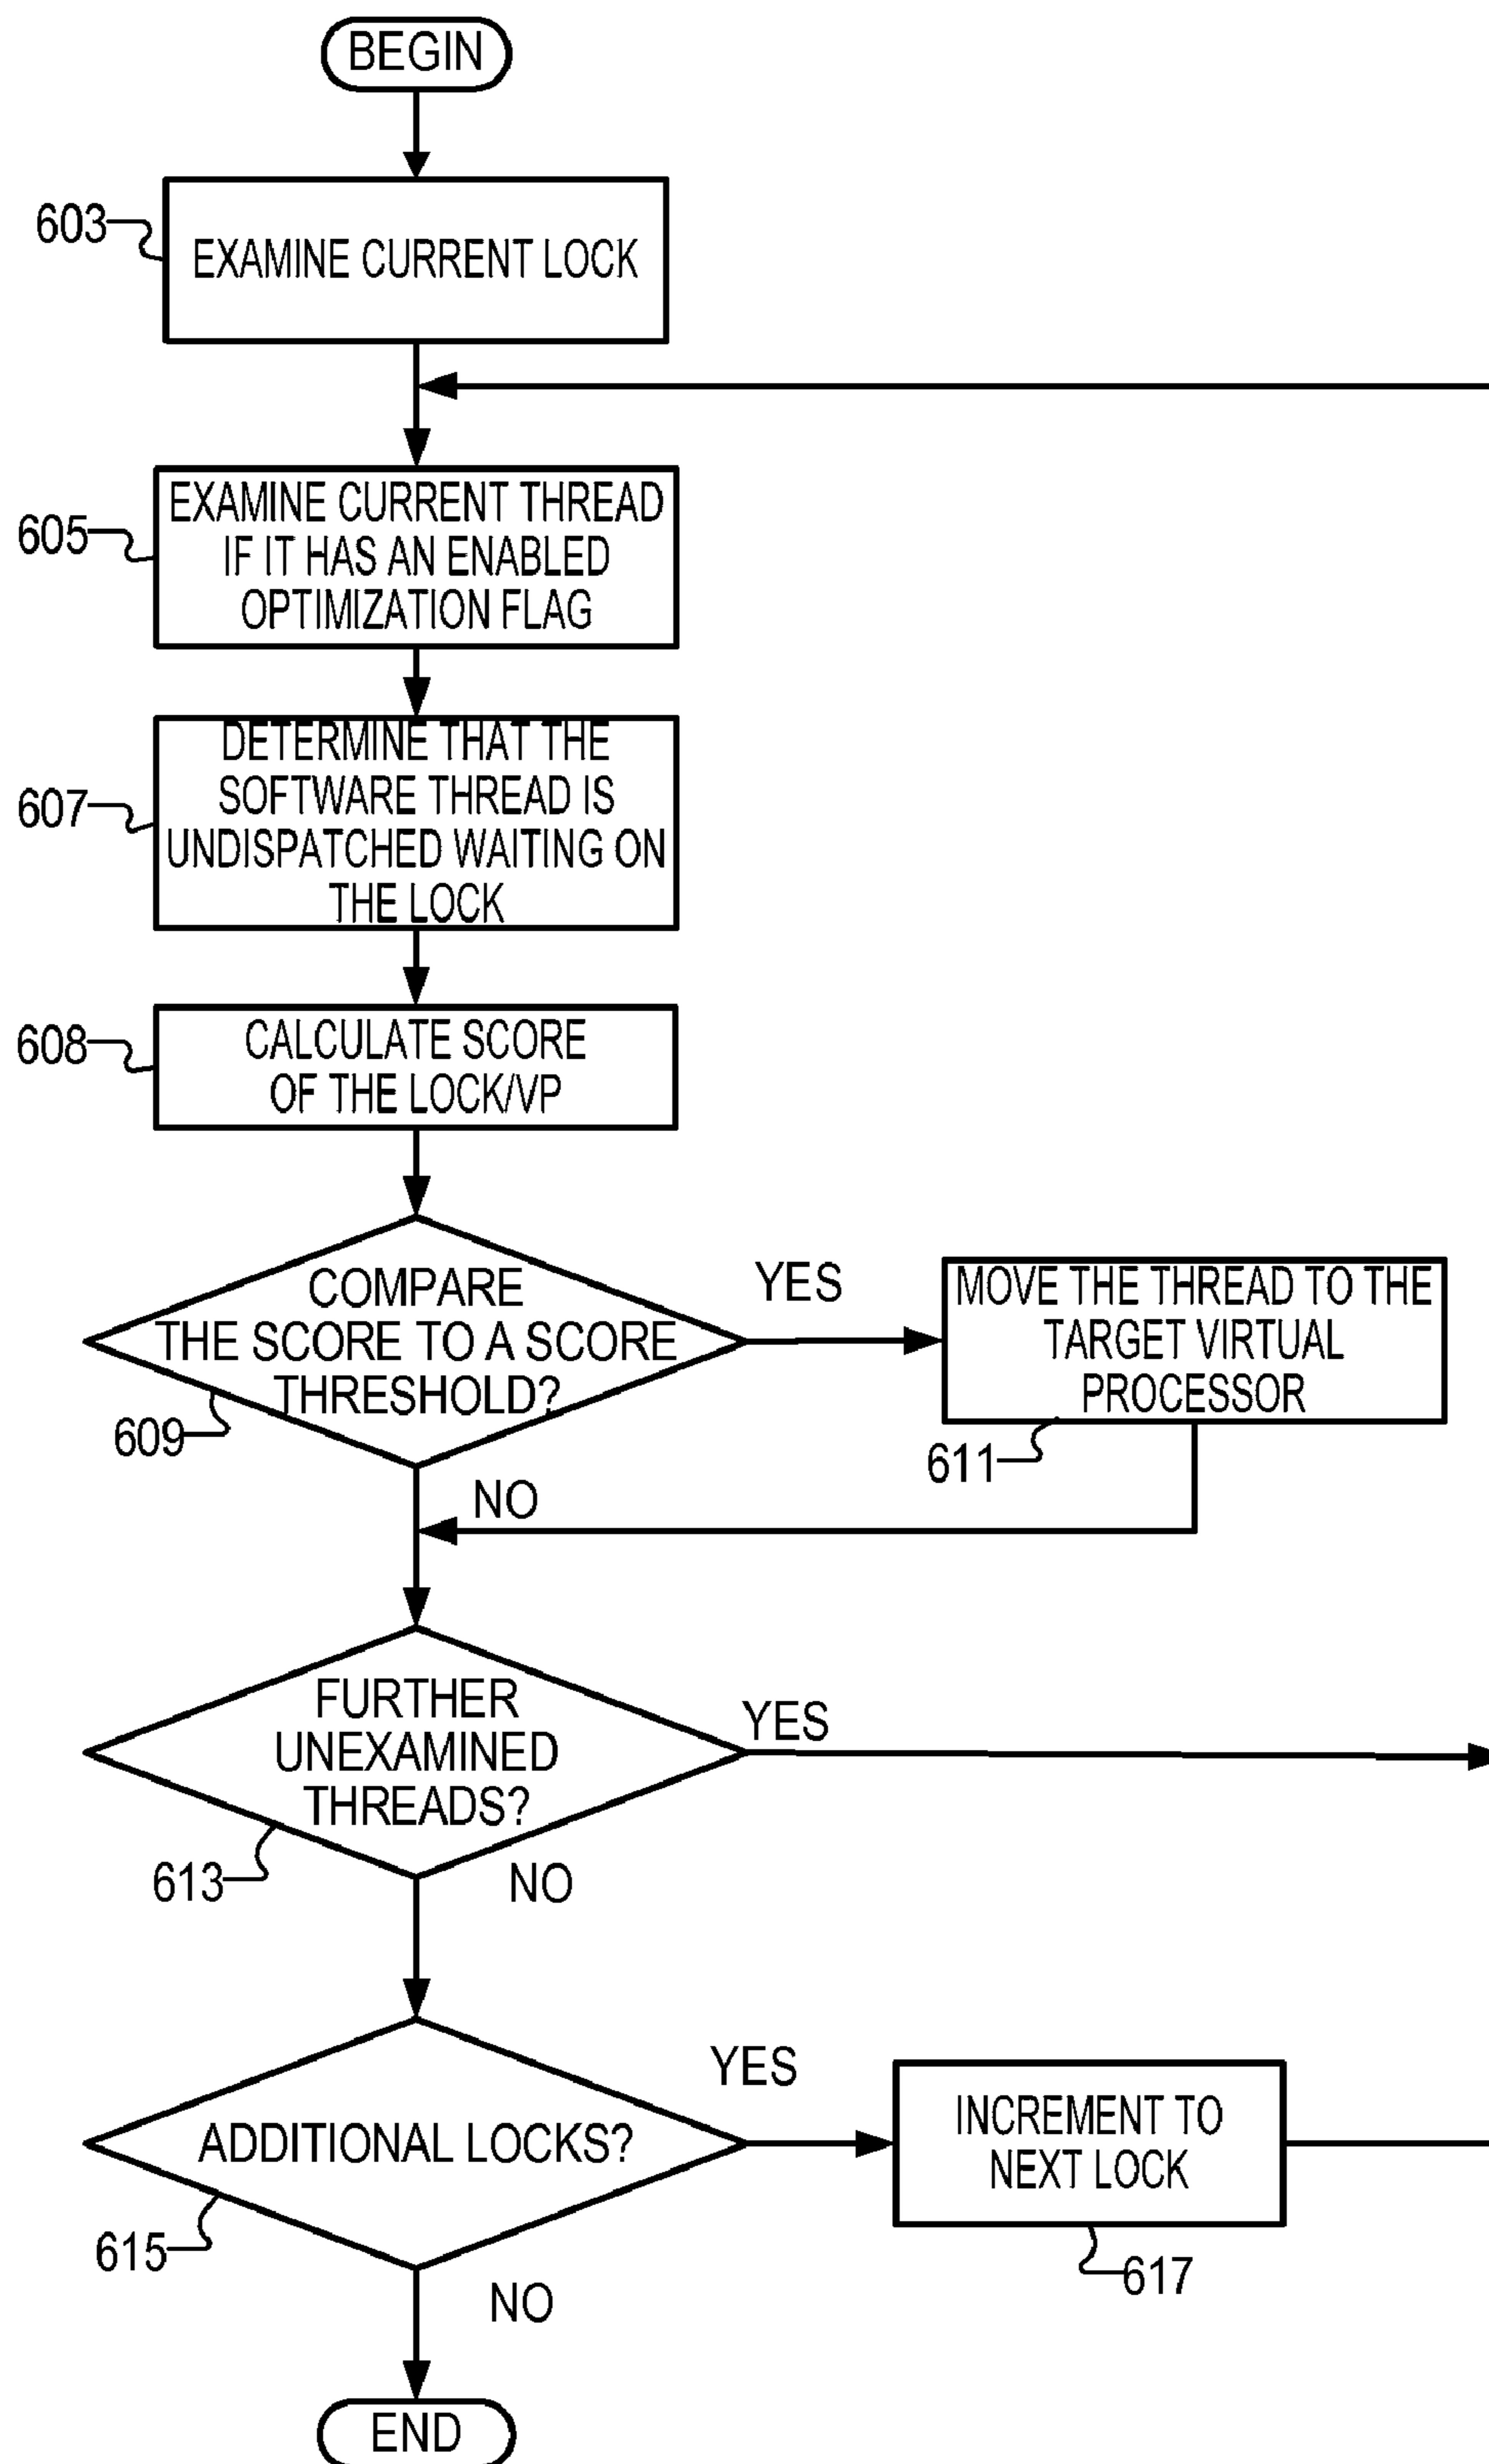 BEGIN
603
EXAMINE CURRENT LOCK
605
EXAMINE CURRENT THREAD
IF IT HAS AN ENABLED
OPTIMIZATION FLAG
607
DETERMINE THAT THE
SOFTWARE THREAD IS
UNDISPATCHED WAITING ON
THE LOCK
608
CALCULATE SCORE
OF THE LOCK/VP
COMPARE
THE SCORE TO A SCORE
THRESHOLD?
609
YES
MOVE THE THREAD TO THE
TARGET VIRTUAL
PROCESSOR
611
NO
FURTHER
UNEXAMINED
THREADS?
613
YES
NO
ADDITIONAL LOCKS?
615
YES
INCREMENT TO
NEXT LOCK
617
NO
END